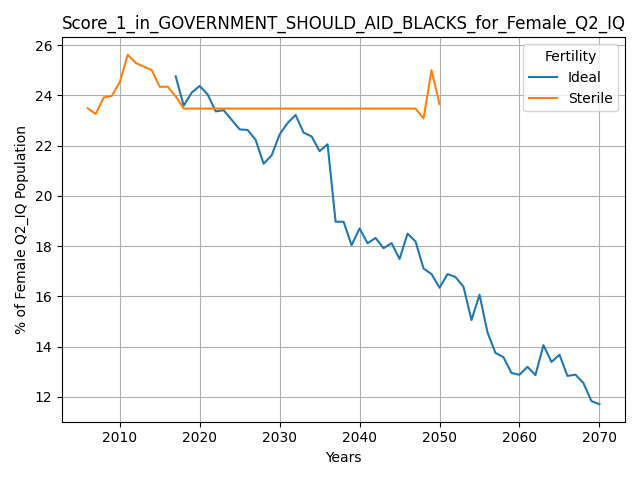 Score_1_in_GOVERNMENT_SHOULD_AID_BLACKS_for_Female_Q2_IQ
Fertility
Ideal
Sterile
% of Female Q2_IQ Population
26
24
22
20
18
16
14
12
2010 2020 2030 2040 2050 2060 2070
Years